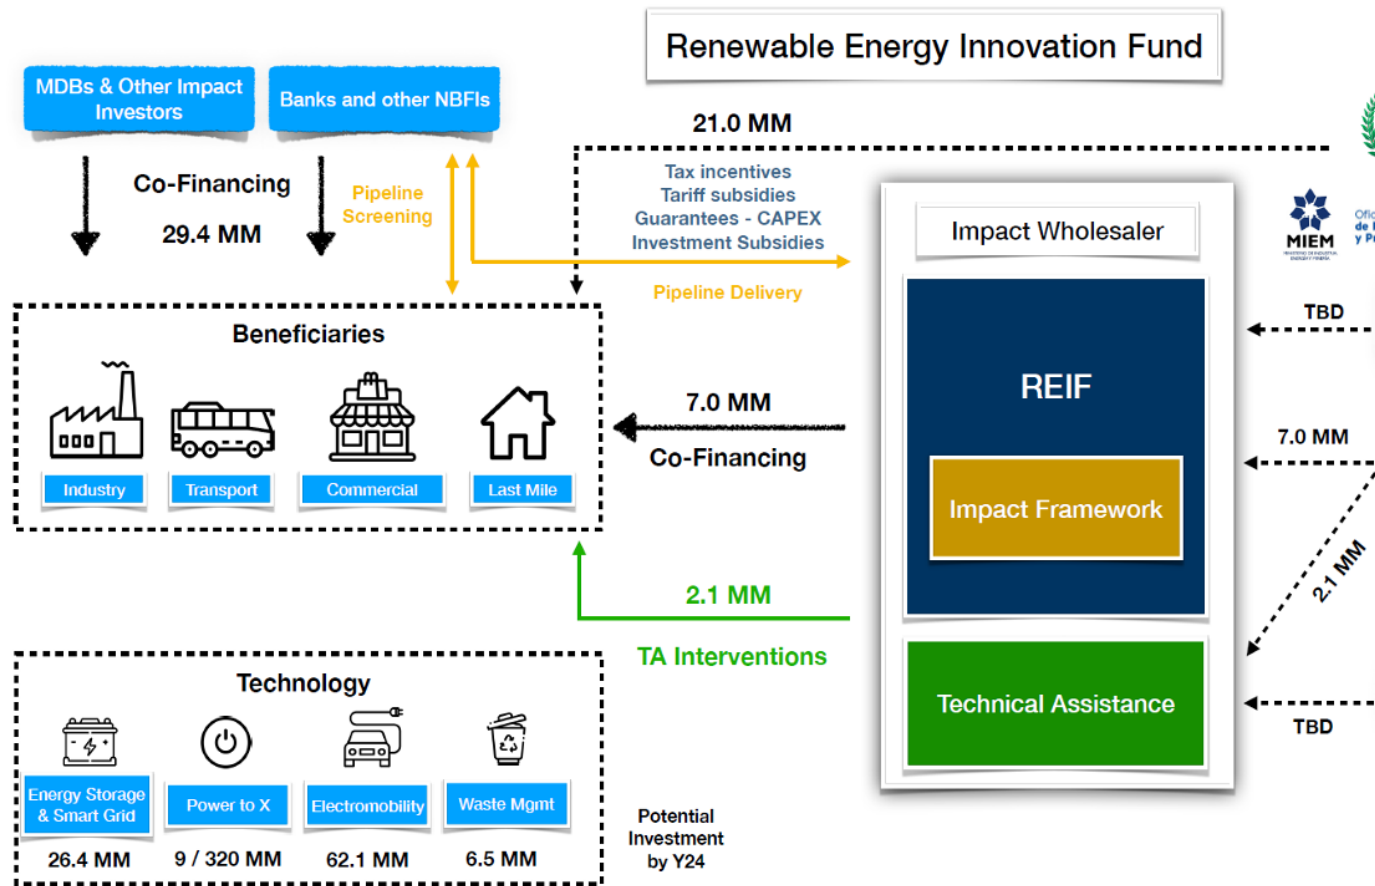 Renewable Energy Innovation Fund
MDBs & Other Impact
Investors
Banks and other NBFIs
21.0 MM
Co-Financing
29.4 MM
Pipeline
Screening
Tax incentives
Tariff subsidies
Guarantees - CAPEX
Investment Subsidies
Pipeline Delivery
Impact Wholesaler
MIEM
TBD
Beneficiaries
REIF
7.0 MM
Co-Financing
7.0 MM
Industry
Transport
Commercial
Last Mile
Impact Framework
2.1 MM
2.1 MM
TA Interventions
Technical Assistance
TBD
Technology
Energy Storage
& Smart Grid
Power to X
Electromobility
Waste Mgmt
26.4 MM
9 / 320 MM
62.1 MM
6.5 MM
Potential
Investment
by Y24